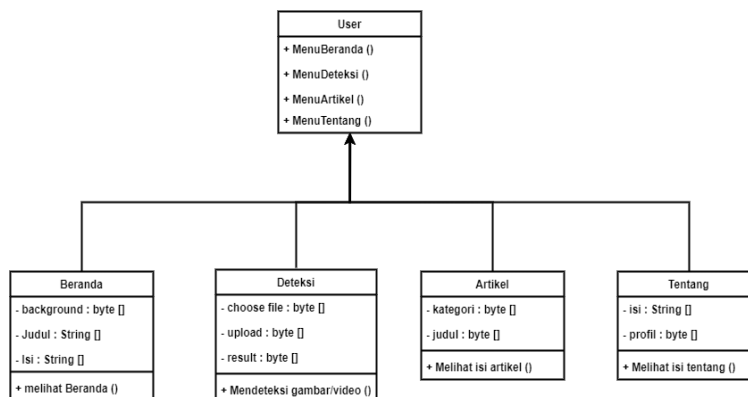 User
+ MenuBeranda ()
+ MenuDeteksi ()
+ MenuArtikel ()
+ MenuTentang ()
Beranda
- background : byte []
- Judul : String []
- Isi : String []
+ melihat Beranda ()
Deteksi
- choose file : byte []
- upload : byte []
- result : byte []
+ Mendeteksi gambar/video ()
Artikel
- kategori : byte []
- judul : byte []
+ Melihat isi artikel ()
Tentang
- isi : String []
- profil : byte []
+ Melihat isi tentang ()